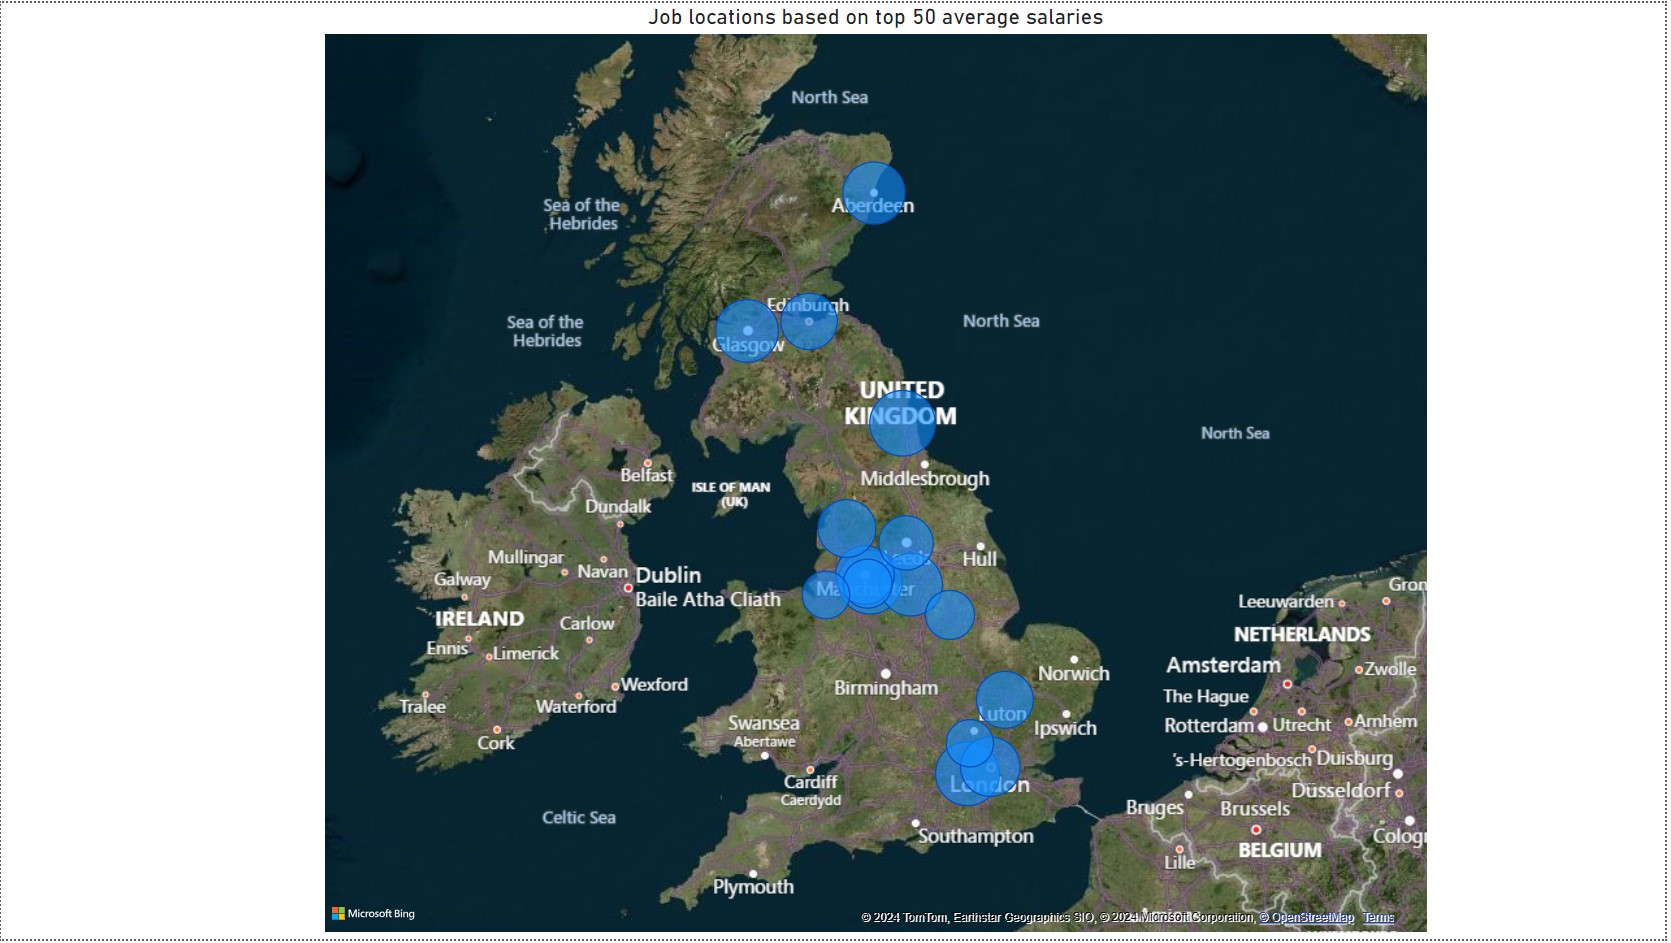 Job locations based on top 50 average salaries
North Sea
Aberdeen
Sea of the
Hebrides
Edinburgh
Glasgow
Sea of the
Hebrides
North Sea
UNITED
KINGDOM
North Sea
Belfast
Middlesbrough
ISLE OF MAN
(UK)
Dundalk
Mullingar
Navan
Leeds
Hull
Galway
Dublin
Baile Atha Cliath
Manchester
Gron
Leeuwarden
IRELAND
Carlow
NETHERLANDS
Ennis
Limerick
Amsterdam
Zwolle
Norwich
Birmingham
Wexford
The Hague
Tralee
Waterford
Luton
Ipswich
Rotterdam
Utrecht
Arnhem
Swansea
Abertawe
Cork
's-Hertogenbosch
Duisburg
Cardiff
Caerdydd
London
Düsseldorf
Bruges
Brussels
Celtic Sea
Southampton
Colog
BELGIUM
Lille
Plymouth
Microsoft Bing
© 2024 TomTom, Earthstar Geographics SIO, © 2024 Microsoft Corporation, © OpenStreetMap Terms